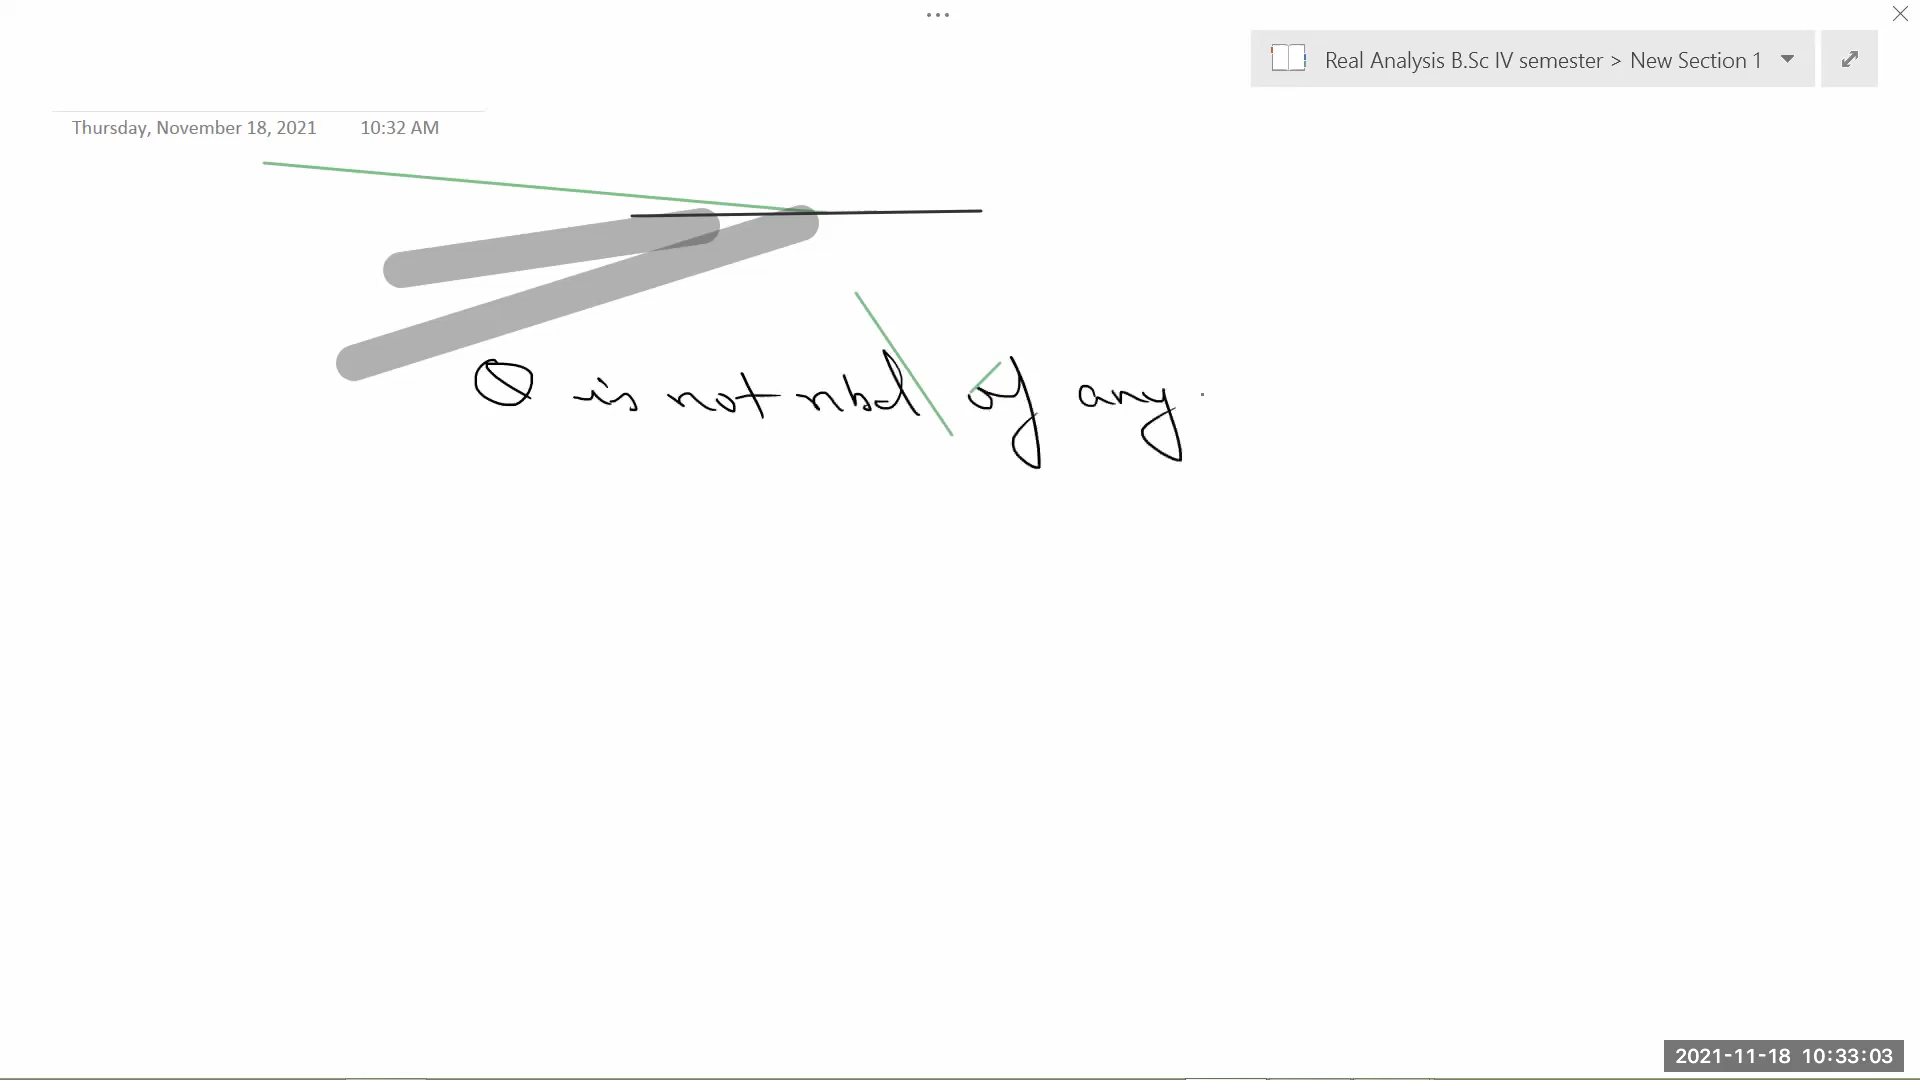 Real Analysis B.Sc IV semester > New Section 1
Thursday, November 18, 2021 10:32 AM
Q is not nbd of any
2021-11-18 10:33:03